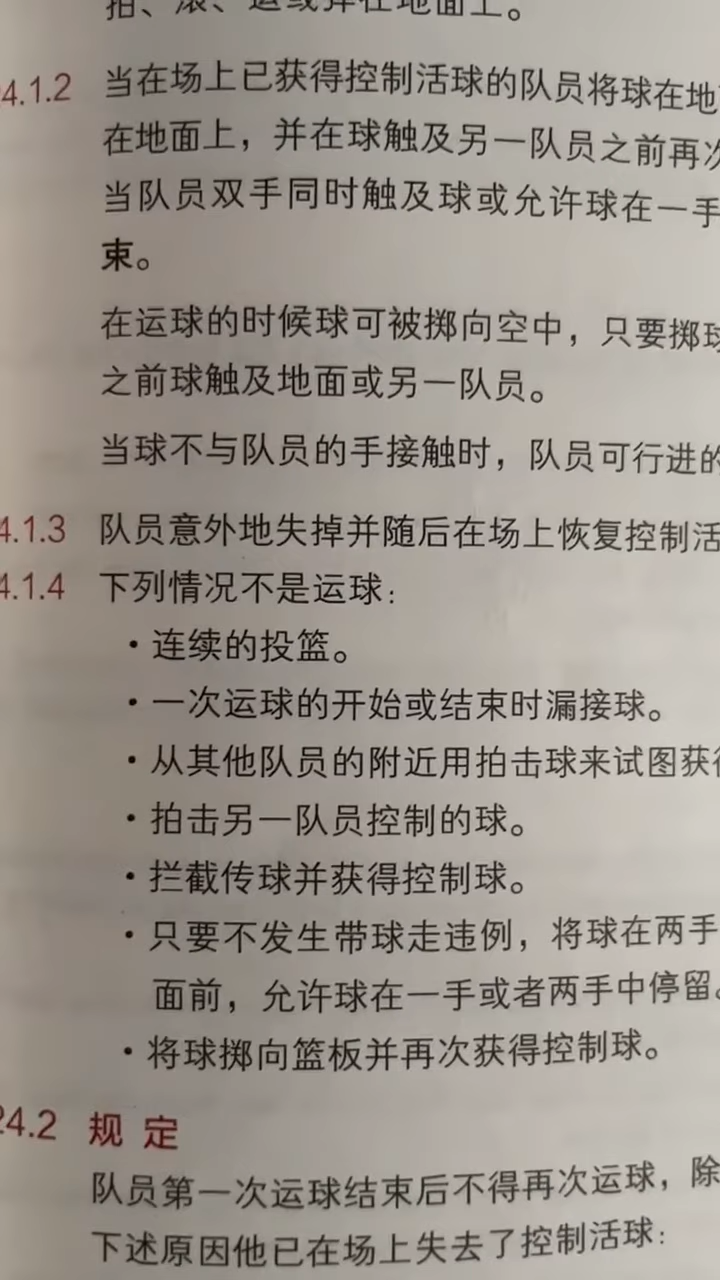 拍、滚、运或弹在地面上。
4.1.2 当在场上已获得控制活球的队员将球在地
在地面上，并在球触及另一队员之前再次
当队员双手同时触及球或允许球在一手
束。
在运球的时候球可被掷向空中，只要掷球
之前球触及地面或另一队员。
当球不与队员的手接触时，队员可行进的
4.1.3 队员意外地失掉并随后在场上恢复控制活
4.1.4 下列情况不是运球：
·连续的投篮。
·一次运球的开始或结束时漏接球。
·从其他队员的附近用拍击球来试图获得
·拍击另一队员控制的球。
·拦截传球并获得控制球。
·只要不发生带球走违例，将球在两手
面前，允许球在一手或者两手中停留。
·将球掷向篮板并再次获得控制球。
24.2 规 定
队员第一次运球结束后不得再次运球，除
下述原因他已在场上失去了控制活球：